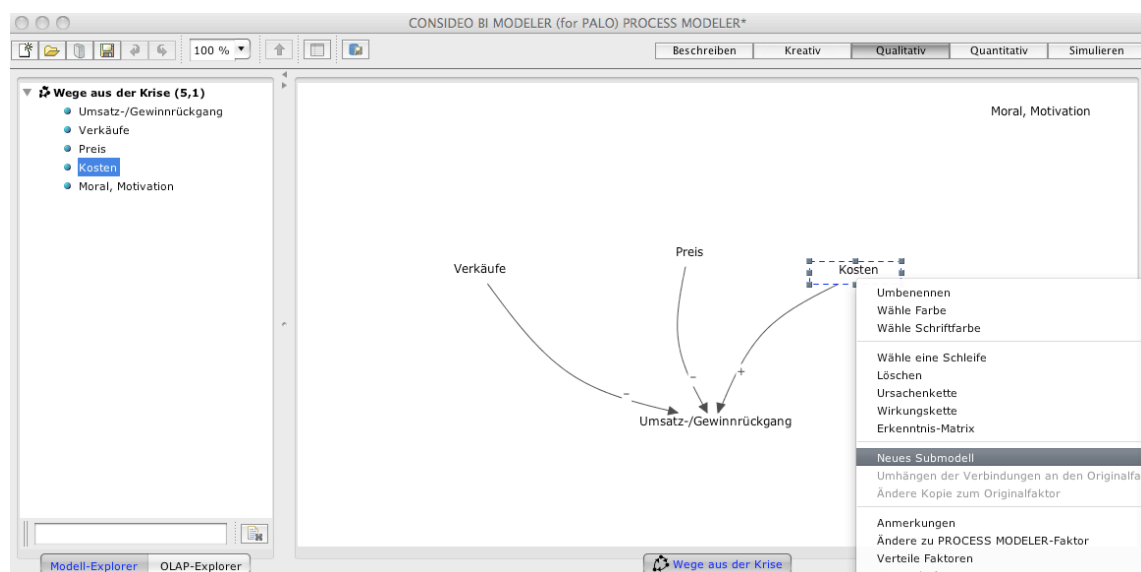 CONSIDEO BI MODELER (for PALO) PROCESS MODELER*
100 %
Beschreiben Kreativ Qualitativ Quantitativ Simulieren
Wege aus der Krise (5,1)
Umsatz-/Gewinnrückgang
Verkäufe
Preis
Kosten
Moral, Motivation
Moral, Motivation
Preis
Verkäufe
Kosten
Umsatz-/Gewinnrückgang
–
–
+
Umbenennen
Wähle Farbe
Wähle Schriftfarbe
Wähle eine Schleife
Löschen
Ursachenkette
Wirkungskette
Erkenntnis-Matrix
Neues Submodell
Umhängen der Verbindungen an den Originalfa
Ändere Kopie zum Originalfaktor
Anmerkungen
Ändere zu PROCESS MODELER-Faktor
Verteile Faktoren
Modell-Explorer OLAP-Explorer
Wege aus der Krise